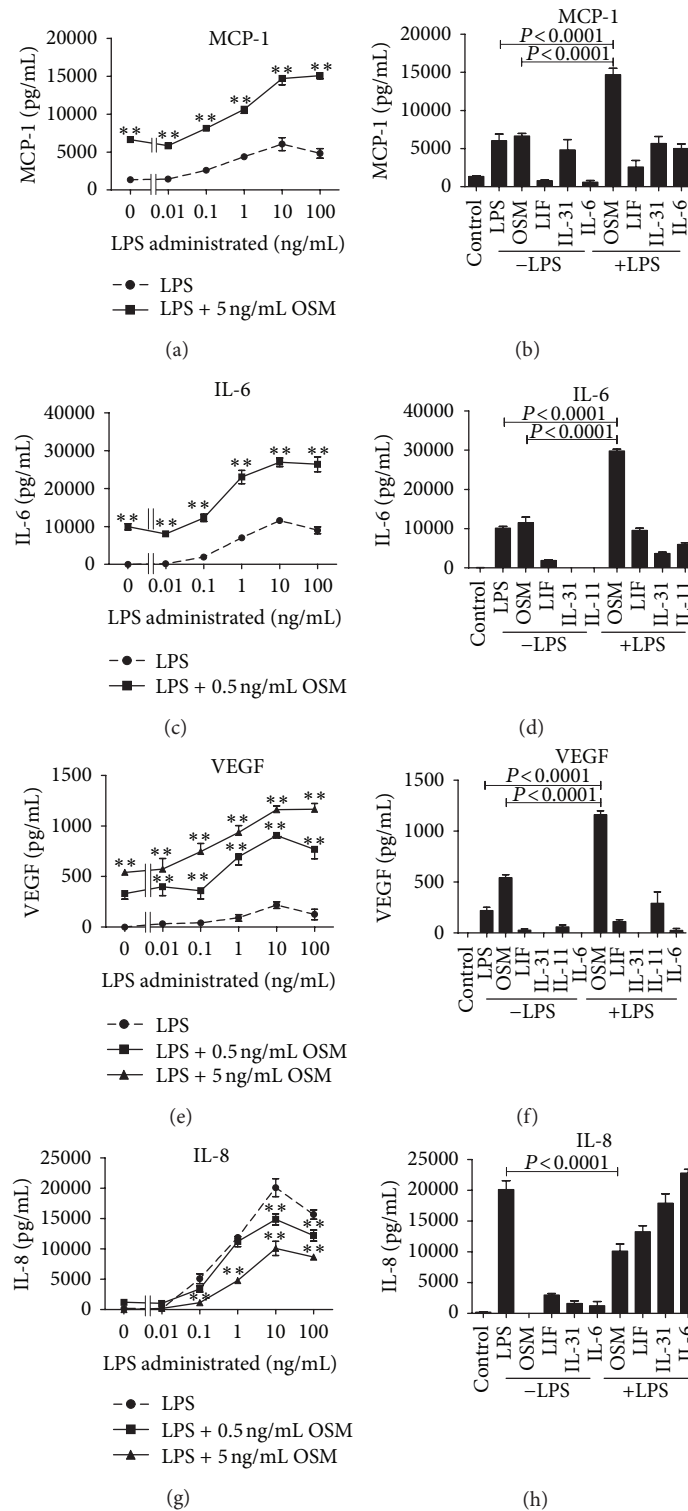 MCP-1
20000
15000
10000
5000
0
MCP-1 (pg/mL)
** ** ** ** ** **
0 0.01 0.1 1 10 100
LPS administrated (ng/mL)
LPS
LPS + 5 ng/mL OSM
(a)
MCP-1
P < 0.0001
P < 0.0001
20000
15000
10000
5000
0
MCP-1 (pg/mL)
Control LPS OSM LIF IL-31 IL-6 OSM LIF IL-31 IL-6
−LPS +LPS
(b)
IL-6
40000
30000
20000
10000
0
IL-6 (pg/mL)
** ** ** ** ** **
0 0.01 0.1 1 10 100
LPS administrated (ng/mL)
LPS
LPS + 0.5 ng/mL OSM
(c)
IL-6
P < 0.0001
P < 0.0001
40000
30000
20000
10000
0
IL-6 (pg/mL)
Control LPS OSM LIF IL-31 IL-11 OSM LIF IL-31 IL-11
−LPS +LPS
(d)
VEGF
1500
1000
500
0
VEGF (pg/mL)
** ** ** ** ** **
** ** ** ** **
0 0.01 0.1 1 10 100
LPS administrated (ng/mL)
LPS
LPS + 0.5 ng/mL OSM
LPS + 5 ng/mL OSM
(e)
VEGF
P < 0.0001
P < 0.0001
1500
1200
900
600
300
0
VEGF (pg/mL)
Control LPS OSM LIF IL-31 IL-11 IL-6 OSM LIF IL-31 IL-11 IL-6
−LPS +LPS
(f)
IL-8
25000
20000
15000
10000
5000
0
IL-8 (pg/mL)
** **
** ** ** **
0 0.01 0.1 1 10 100
LPS administrated (ng/mL)
LPS
LPS + 0.5 ng/mL OSM
LPS + 5 ng/mL OSM
(g)
IL-8
P < 0.0001
25000
20000
15000
10000
5000
0
IL-8 (pg/mL)
Control LPS OSM LIF IL-31 IL-6 OSM LIF IL-31 IL-6
−LPS +LPS
(h)